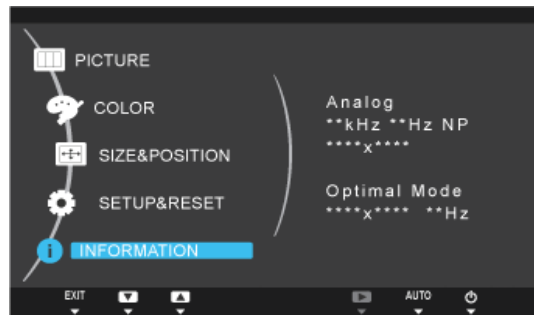 PICTURE
COLOR
SIZE&POSITION
SETUP&RESET
INFORMATION
Analog
**kHz **Hz NP
****x****
Optimal Mode
****x**** **Hz
EXIT
AUTO